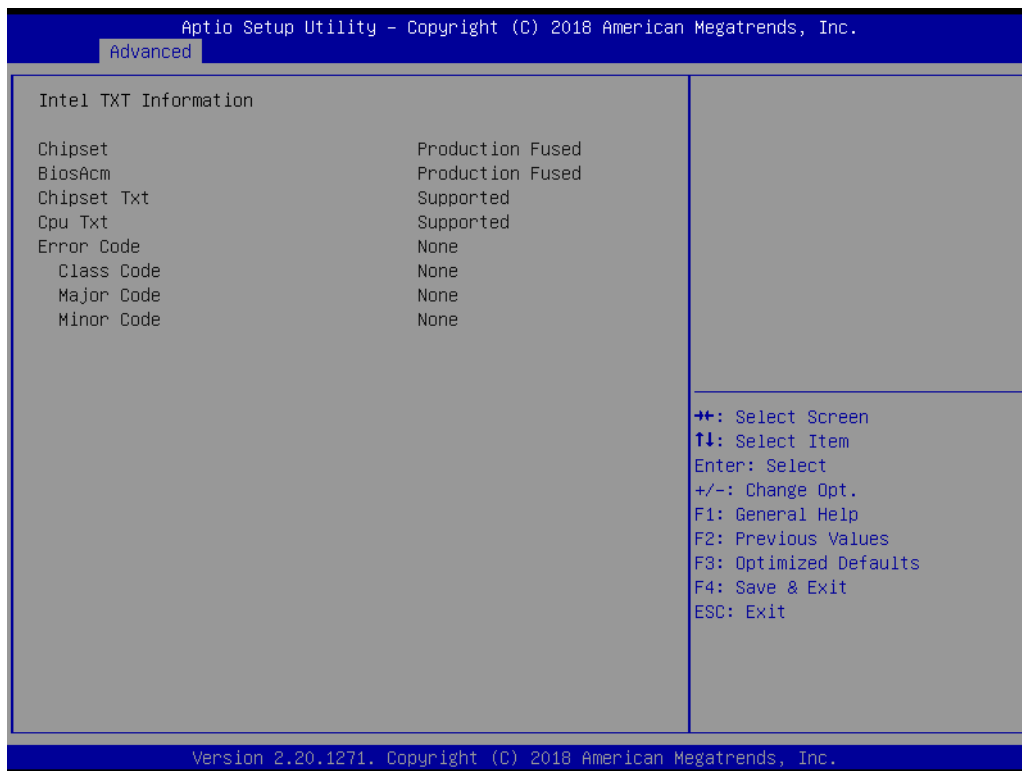 Aptio Setup Utility – Copyright (C) 2018 American Megatrends, Inc.
Advanced
Intel TXT Information
Chipset Production Fused
BiosAcm Production Fused
Chipset Txt Supported
Cpu Txt Supported
Error Code None
Class Code None
Major Code None
Minor Code None
→←: Select Screen
↑↓: Select Item
Enter: Select
+/-: Change Opt.
F1: General Help
F2: Previous Values
F3: Optimized Defaults
F4: Save & Exit
ESC: Exit
Version 2.20.1271. Copyright (C) 2018 American Megatrends, Inc.